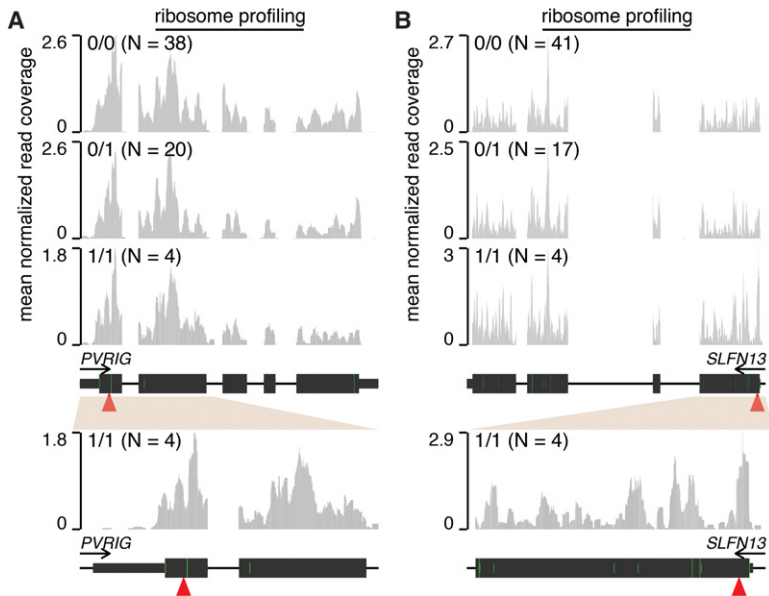 A
ribosome profiling
mean normalized read coverage
2.6
0/0 (N = 38)
0
2.6
0/1 (N = 20)
0
1.8
1/1 (N = 4)
0
PVRIG
1.8
1/1 (N = 4)
0
PVRIG
B
ribosome profiling
mean normalized read coverage
2.7
0/0 (N = 41)
0
2.5
0/1 (N = 17)
0
3
1/1 (N = 4)
0
SLFN13
2.9
1/1 (N = 4)
0
SLFN13